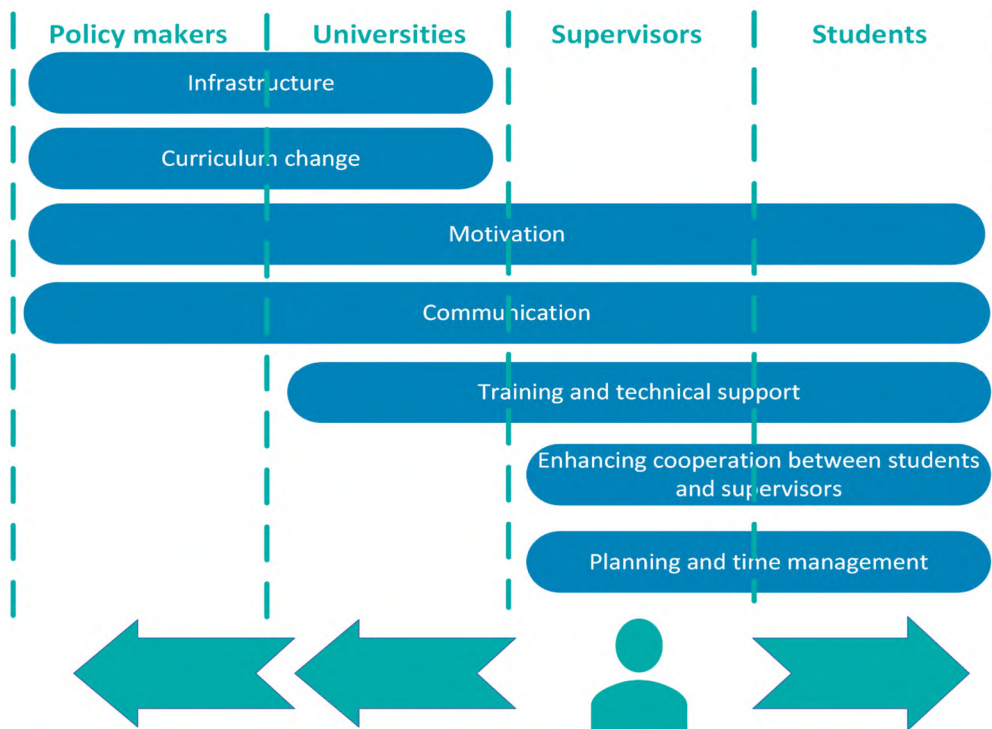 Policy makers
Universities
Supervisors
Students
Infrastructure
Curriculum change
Motivation
Communication
Training and technical support
Enhancing cooperation between students
and supervisors
Planning and time management